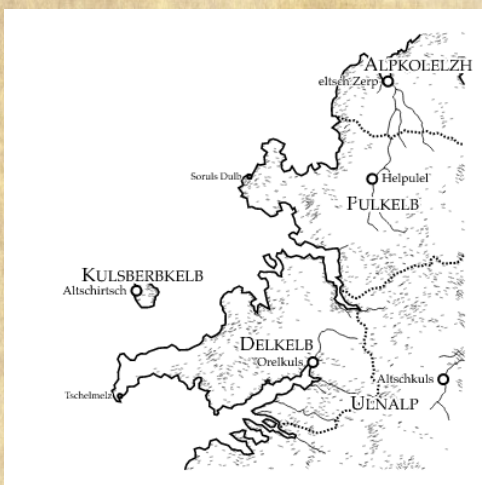 ALPKOLELZH
eltsch Zerp
Soruls Dulb
Helpulel
PULKELB
KULSBERBKELB
Altschirtsch
DELKELB
Orelkuls
Altschkuls
Tschelmelz
ULNALP